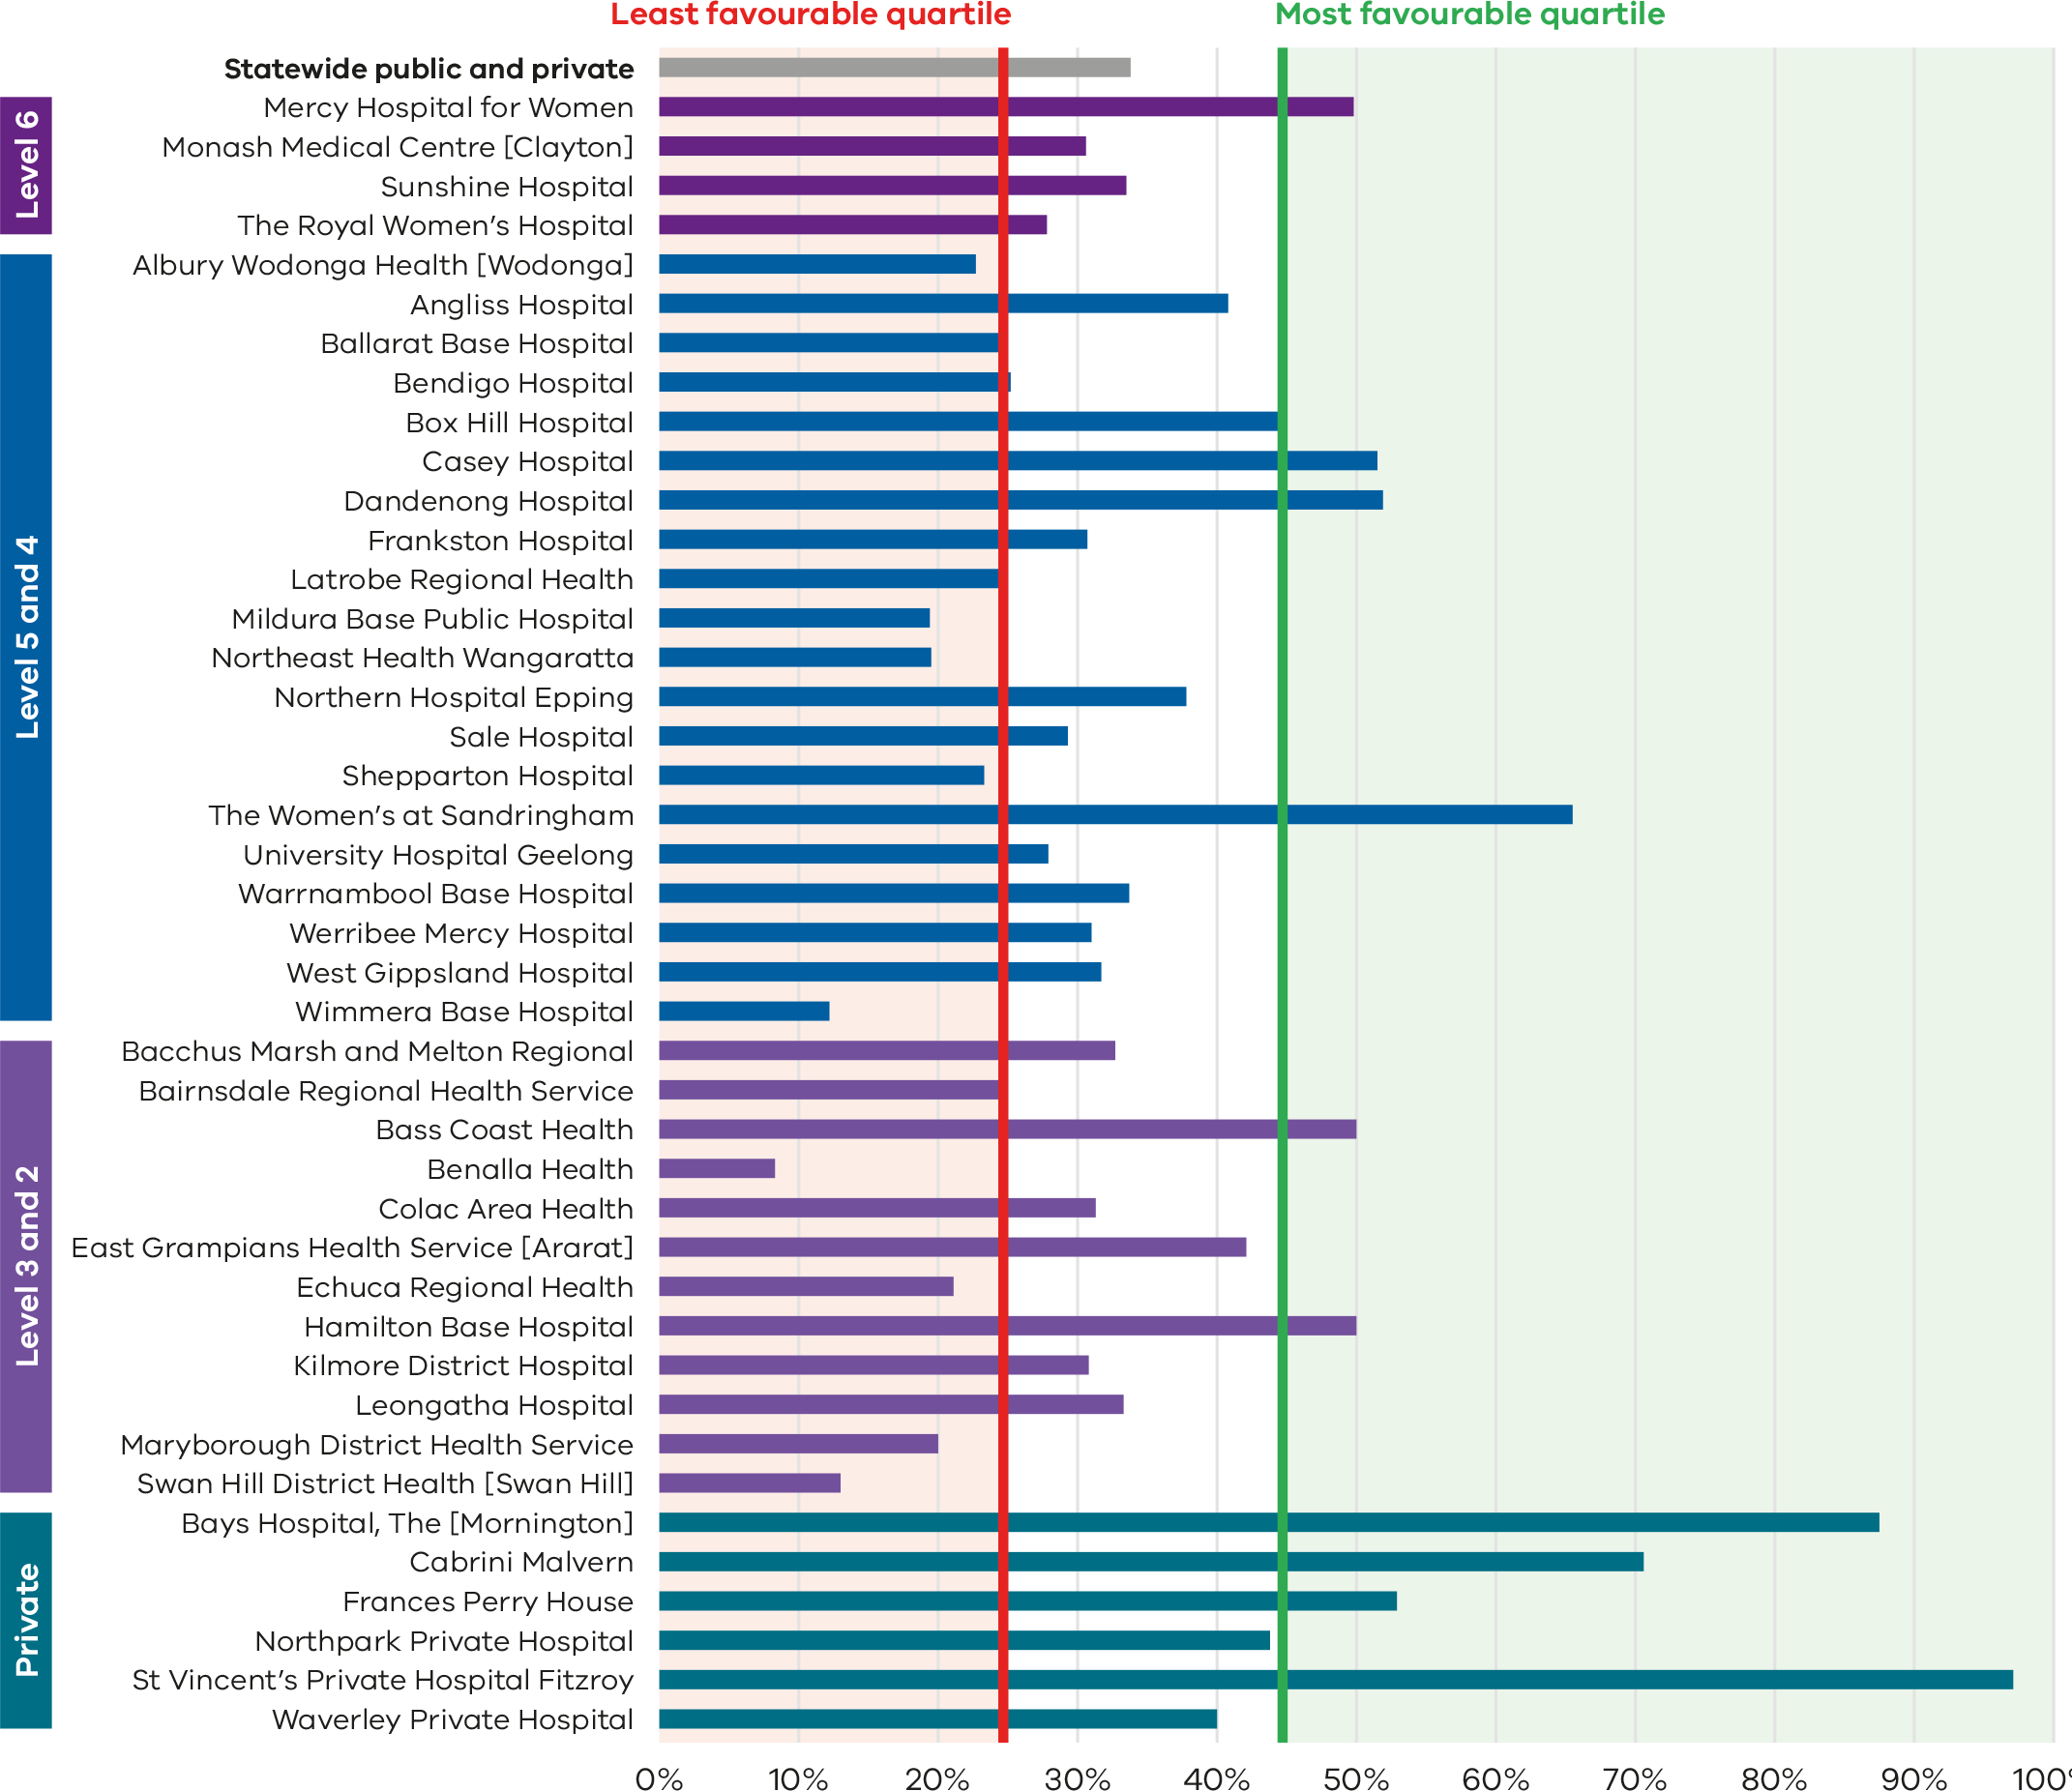 Least favourable quartile
Most favourable quartile
Statewide public and private
Level 6
Mercy Hospital for Women
Monash Medical Centre [Clayton]
Sunshine Hospital
The Royal Women’s Hospital
Level 5 and 4
Albury Wodonga Health [Wodonga]
Angliss Hospital
Ballarat Base Hospital
Bendigo Hospital
Box Hill Hospital
Casey Hospital
Dandenong Hospital
Frankston Hospital
Latrobe Regional Health
Mildura Base Public Hospital
Northeast Health Wangaratta
Northern Hospital Epping
Sale Hospital
Shepparton Hospital
The Women’s at Sandringham
University Hospital Geelong
Warrnambool Base Hospital
Werribee Mercy Hospital
West Gippsland Hospital
Wimmera Base Hospital
Level 3 and 2
Bacchus Marsh and Melton Regional
Bairnsdale Regional Health Service
Bass Coast Health
Benalla Health
Colac Area Health
East Grampians Health Service [Ararat]
Echuca Regional Health
Hamilton Base Hospital
Kilmore District Hospital
Leongatha Hospital
Maryborough District Health Service
Swan Hill District Health [Swan Hill]
Private
Bays Hospital, The [Mornington]
Cabrini Malvern
Frances Perry House
Northpark Private Hospital
St Vincent’s Private Hospital Fitzroy
Waverley Private Hospital
0% 10% 20% 30% 40% 50% 60% 70% 80% 90% 100%